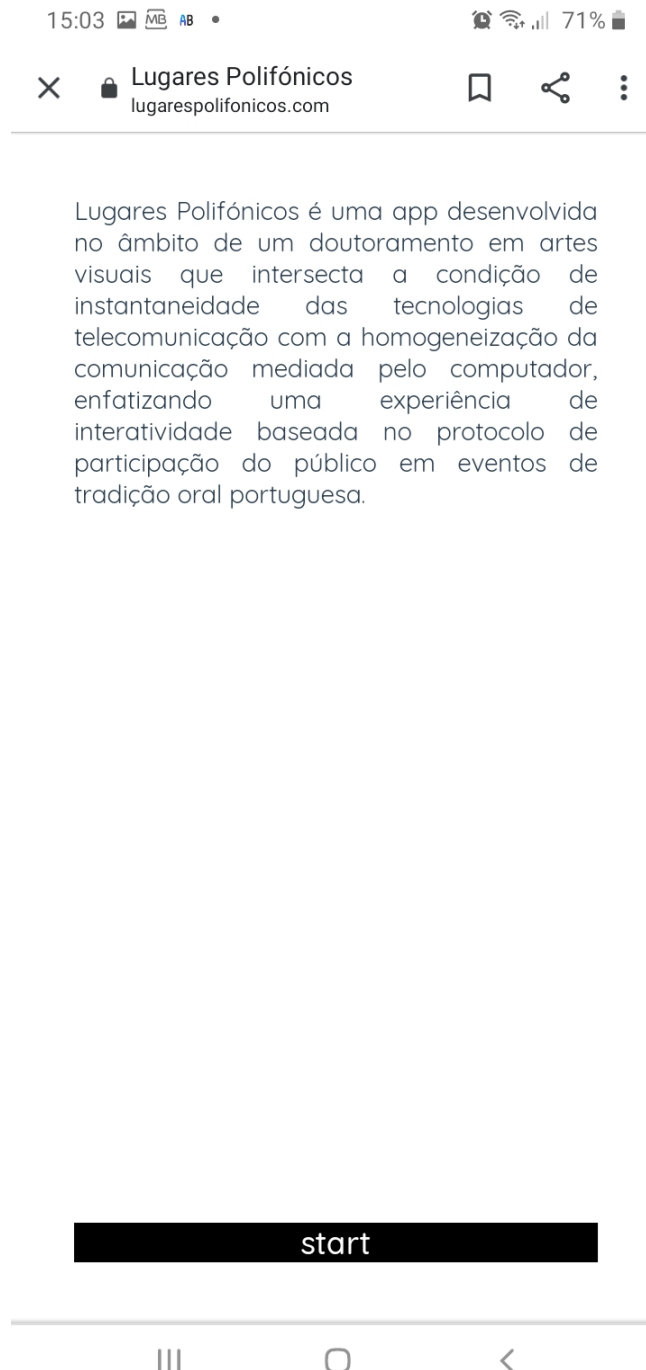 15:03 MB AB 71%
Lugares Polifónicos
lugarespolifonicos.com
Lugares Polifónicos é uma app desenvolvida
no âmbito de um doutoramento em artes
visuais que intersecta a condição de
instantaneidade das tecnologias de
telecomunicação com a homogeneização da
comunicação mediada pelo computador,
enfatizando uma experiência de
interatividade baseada no protocolo de
participação do público em eventos de
tradição oral portuguesa.
start